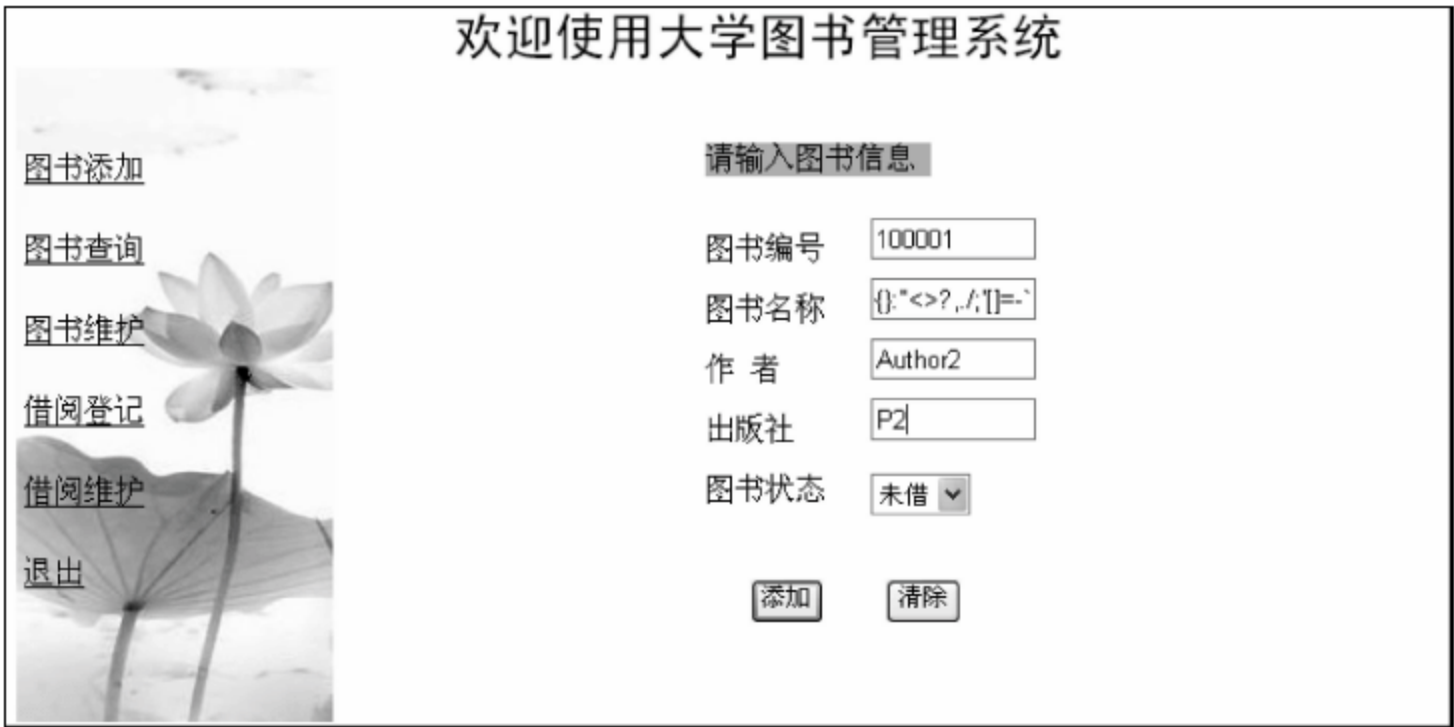 欢迎使用大学图书管理系统
图书添加
图书查询
图书维护
借阅登记
借阅维护
退出
请输入图书信息
图书编号 100001
图书名称 {}:"<>?,./;'[]=-`
作 者 Author2
出版社 P2
图书状态 未借
添加 清除